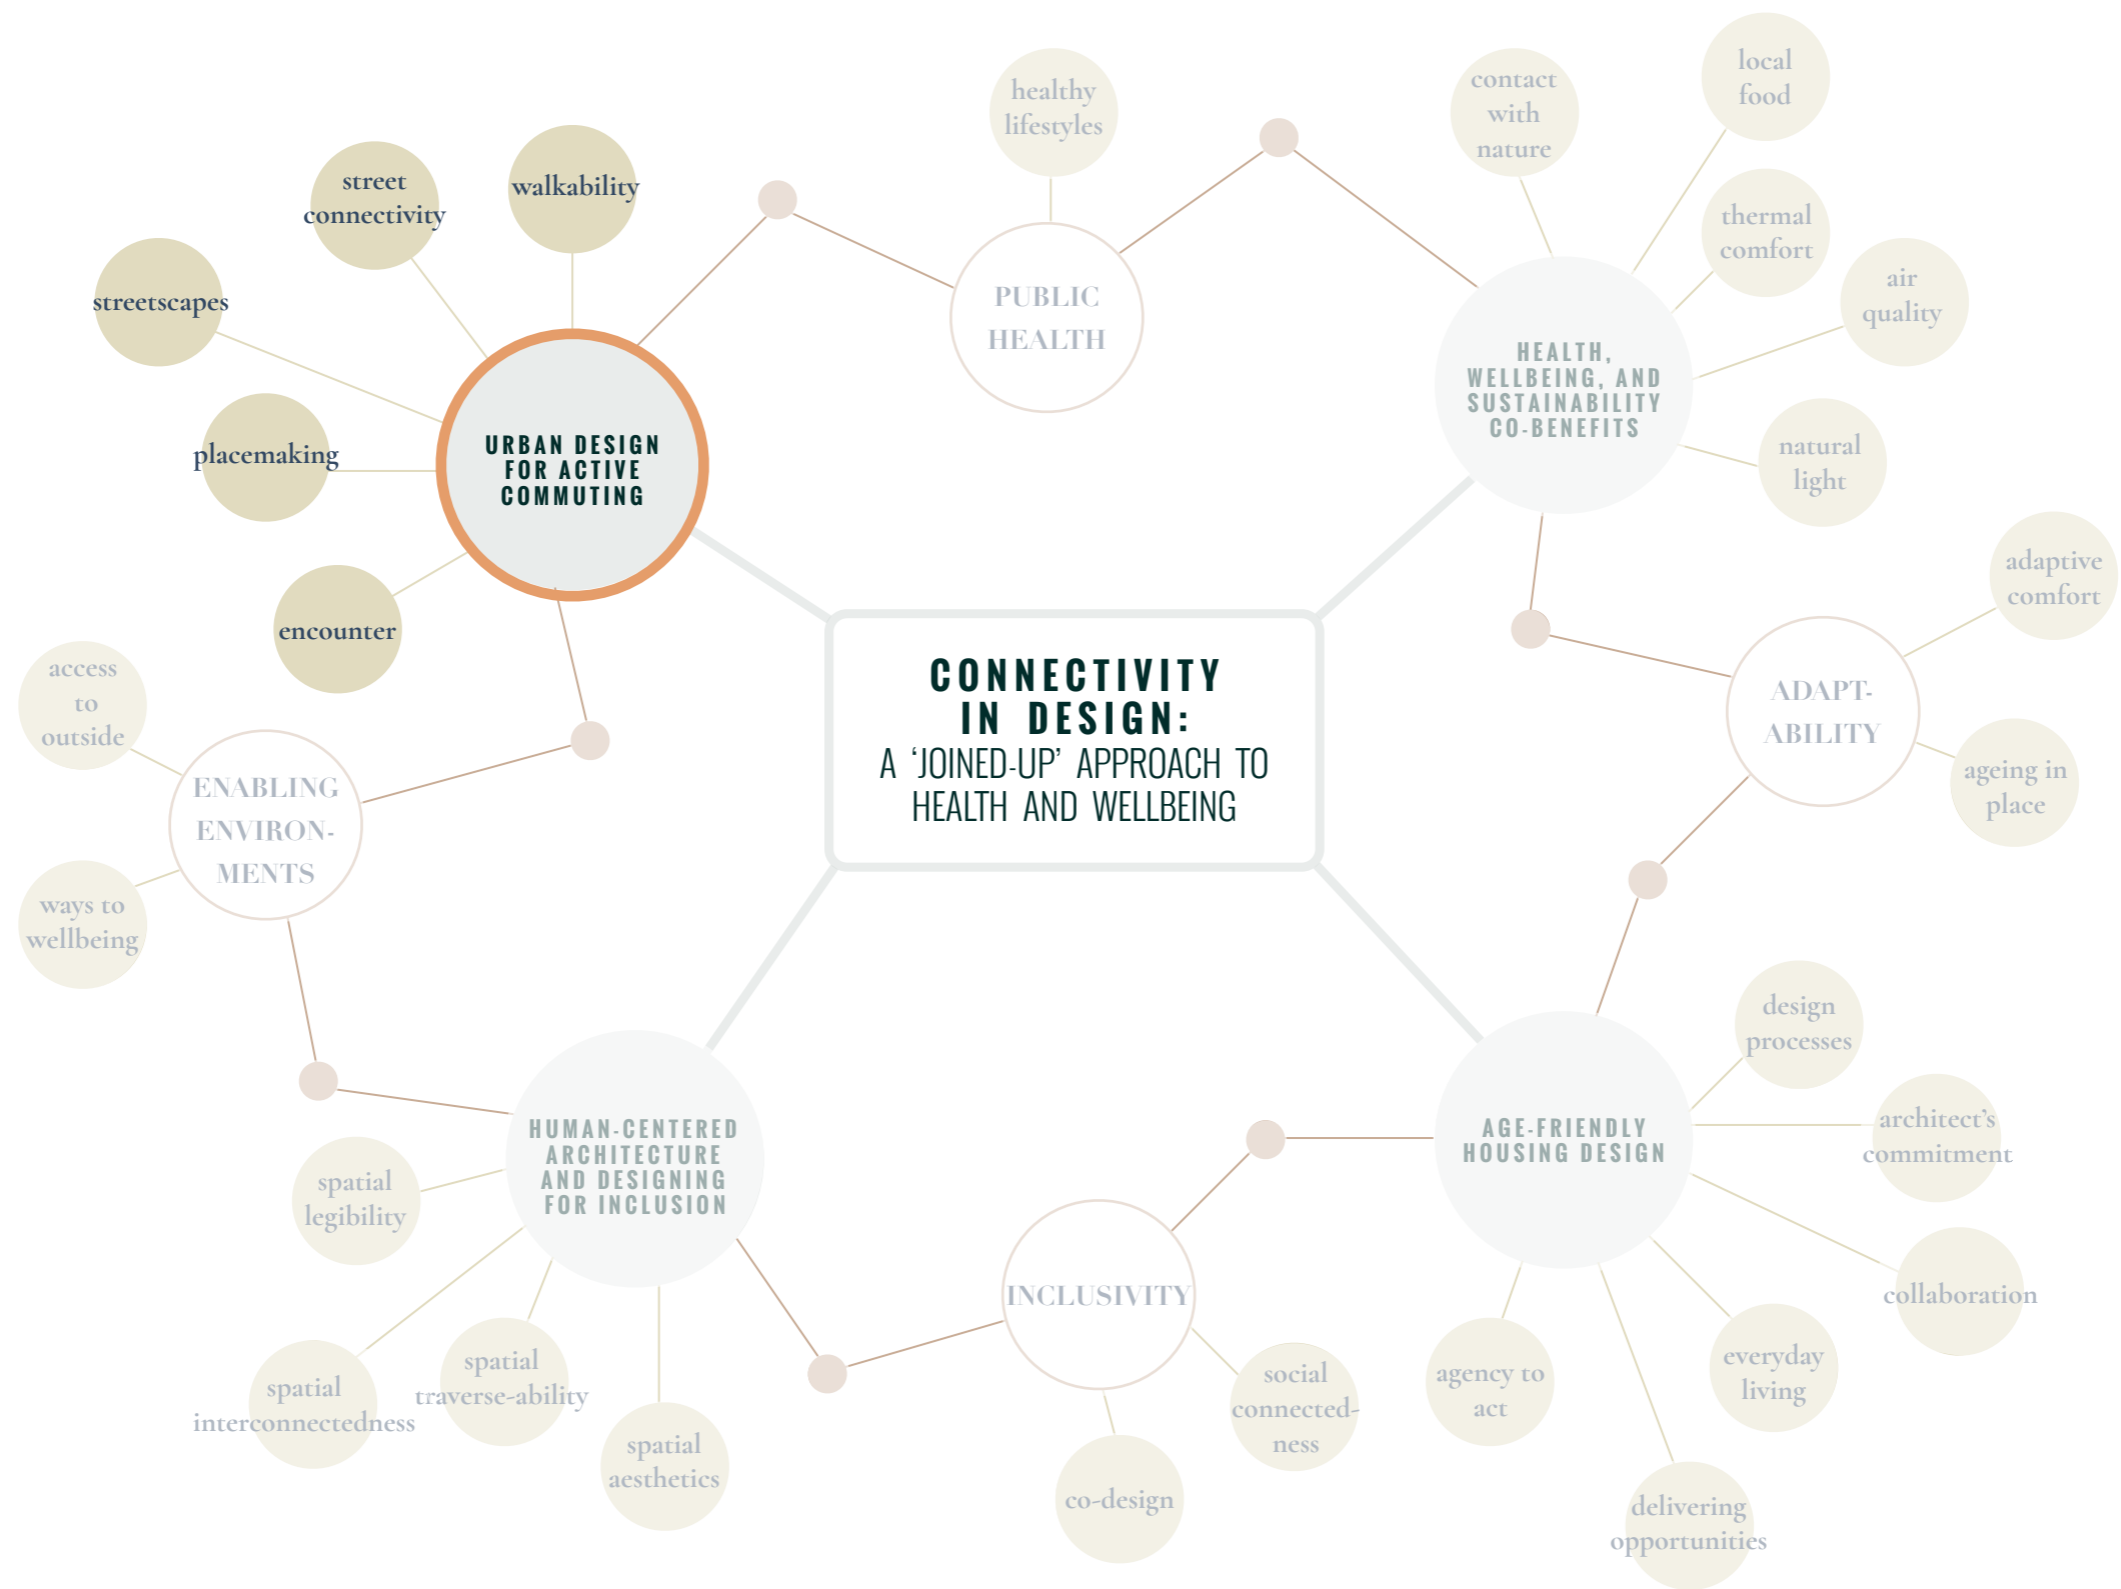 healthy
lifestyles
contact
with
nature
local
food
street
connectivity
walkability
thermal
comfort
air
quality
streetscapes
PUBLIC
HEALTH
HEALTH,
WELLBEING, AND
SUSTAINABILITY
CO-BENEFITS
placemaking
URBAN DESIGN
FOR ACTIVE
COMMUTING
natural
light
adaptive
comfort
encounter
access
to
outside
CONNECTIVITY
IN DESIGN:
A ‘JOINED-UP’ APPROACH TO
HEALTH AND WELLBEING
ADAPT-
ABILITY
ageing in
place
ENABLING
ENVIRON-
MENTS
ways to
wellbeing
design
processes
HUMAN-CENTERED
ARCHITECTURE
AND DESIGNING
FOR INCLUSION
AGE-FRIENDLY
HOUSING DESIGN
architect’s
commitment
spatial
legibility
INCLUSIVITY
collaboration
spatial
interconnectedness
spatial
traverse-ability
spatial
aesthetics
social
connected-
ness
co-design
agency to
act
everyday
living
delivering
opportunities